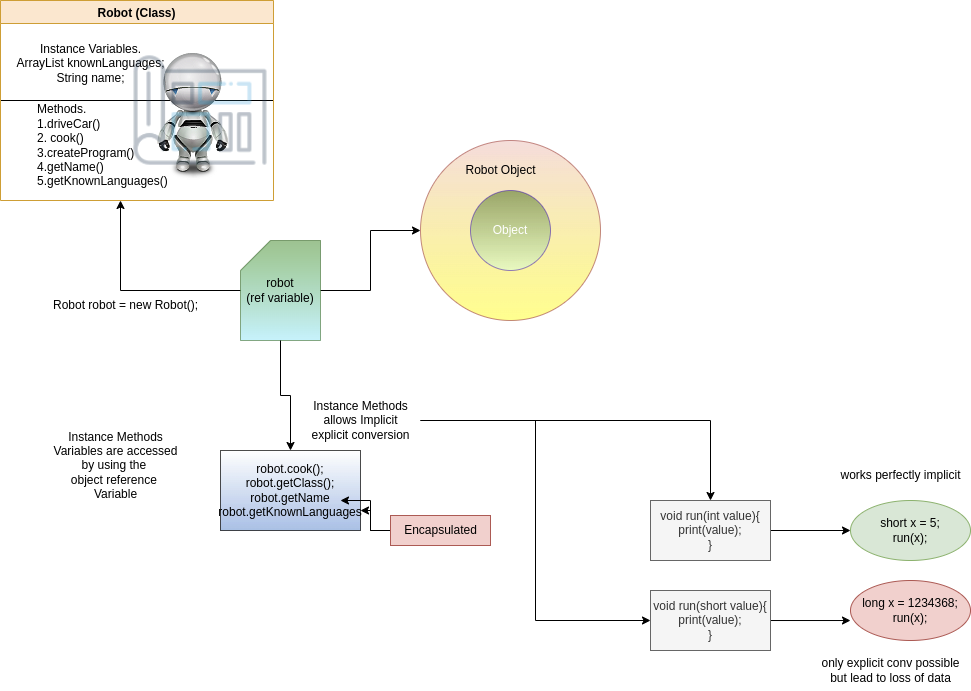 Robot (Class)
Instance Variables.
ArrayList knownLanguages;
String name;
Methods.
1.driveCar()
2. cook()
3.createProgram()
4.getName()
5.getKnownLanguages()
Robot Object
Object
robot
(ref variable)
Robot robot = new Robot();
Instance Methods
allows Implicit
explicit conversion
Instance Methods
Variables are accessed
by using the
object reference
Variable
robot.cook();
robot.getClass();
robot.getName
robot.getKnownLanguages
Encapsulated
works perfectly implicit
void run(int value){
print(value);
}
short x = 5;
run(x);
void run(short value){
print(value);
}
long x = 1234368;
run(x);
only explicit conv possible
but lead to loss of data